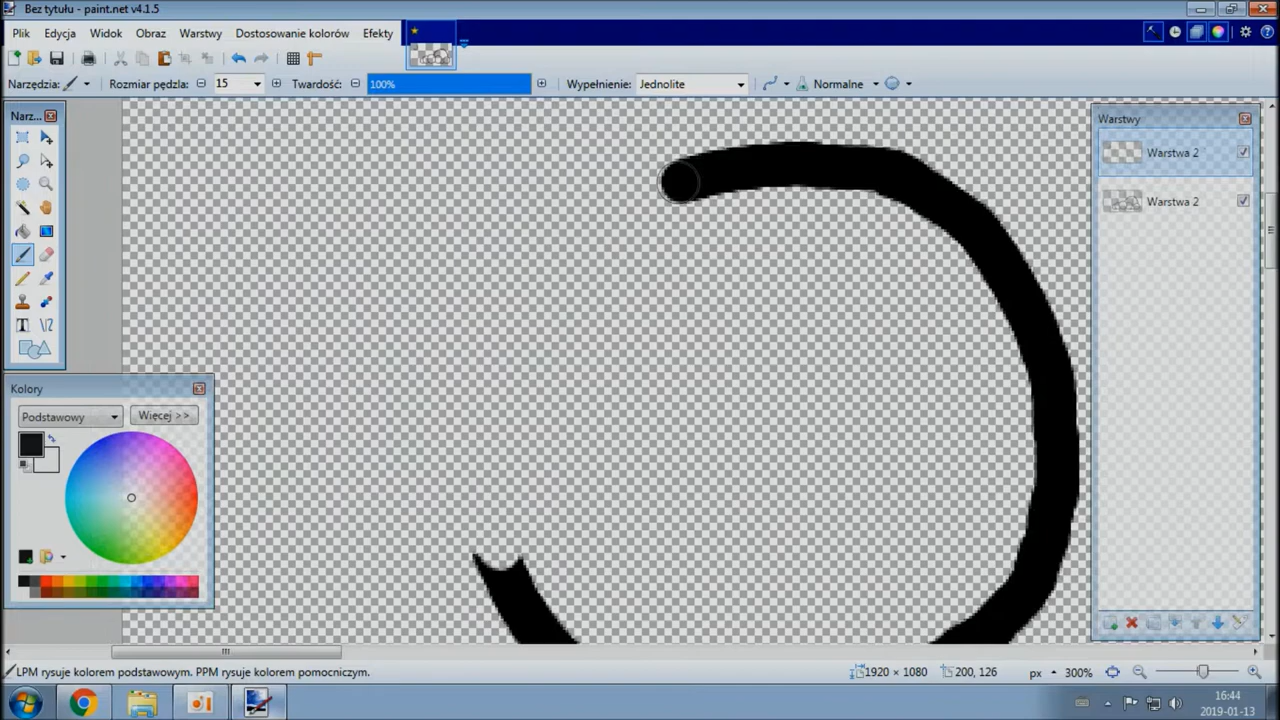 Bez tytułu - paint.net v4.1.5
Plik Edycja Widok Obraz Warstwy Dostosowanie kolorów Efekty
Narzędzia: Rozmiar pędzla: 15 Twardość: 100% Wypełnienie: Jednolite Normalne
Narz...
Warstwy
Warstwa 2
Warstwa 2
Kolory
Podstawowy Więcej >>
LPM rysuje kolorem podstawowym. PPM rysuje kolorem pomocniczym. 1920 × 1080 200, 126 px 300%
16:44
2019-01-13